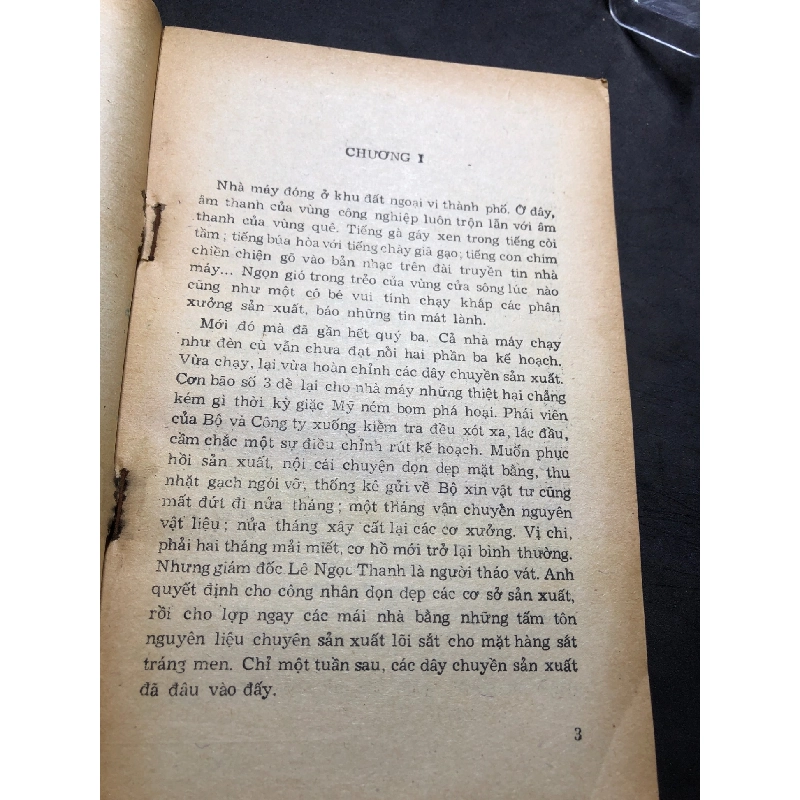 CHƯƠNG I
Nhà máy đóng ở khu đất ngoại vi thành phố. Ở đây,
âm thanh của vùng công nghiệp luôn trộn lẫn với âm
thanh của vùng quê. Tiếng gà gáy xen trong tiếng còi
tầm; tiếng búa hòa với tiếng chày giã gạo; tiếng con chim
chiền chiện gõ vào bản nhạc trên đài truyền tin nhà
máy... Ngọn gió trong trẻo của vùng cửa sông lúc nào
cũng như một cô bé vui tính chạy khắp các phân
xưởng sản xuất, báo những tin mát lành.
Mới đó mà đã gần hết quý ba. Cả nhà máy chạy
như đèn cù vẫn chưa đạt nổi hai phần ba kế hoạch.
Vừa chạy, lại vừa hoàn chỉnh các dây chuyền sản xuất.
Cơn bão số 3 để lại cho nhà máy những thiệt hại chẳng
kém gì thời kỳ giặc Mỹ ném bom phá hoại. Phái viên
của Bộ và Công ty xuống kiểm tra đều xót xa, lắc đầu,
cầm chắc một sự điều chỉnh rút kế hoạch. Muốn phục
hồi sản xuất, nội cái chuyện dọn dẹp mặt bằng, thu
nhặt gạch ngói vỡ, thống kê gửi về Bộ xin vật tư cũng
mất đứt đi nửa tháng; một tháng vận chuyển nguyên
vật liệu; nửa tháng xây cất lại các cơ xưởng. Vị chi,
phải hai tháng mải miết, cơ hồ mới trở lại bình thường.
Nhưng giám đốc Lê Ngọc Thanh là người tháo vát. Anh
quyết định cho công nhân dọn dẹp các cơ sở sản xuất,
rồi cho lợp ngay các mái nhà bằng những tấm tôn
nguyên liệu chuyên sản xuất lõi sắt cho mặt hàng sắt
tráng men. Chỉ một tuần sau, các dây chuyền sản xuất
đã đâu vào đấy.
3